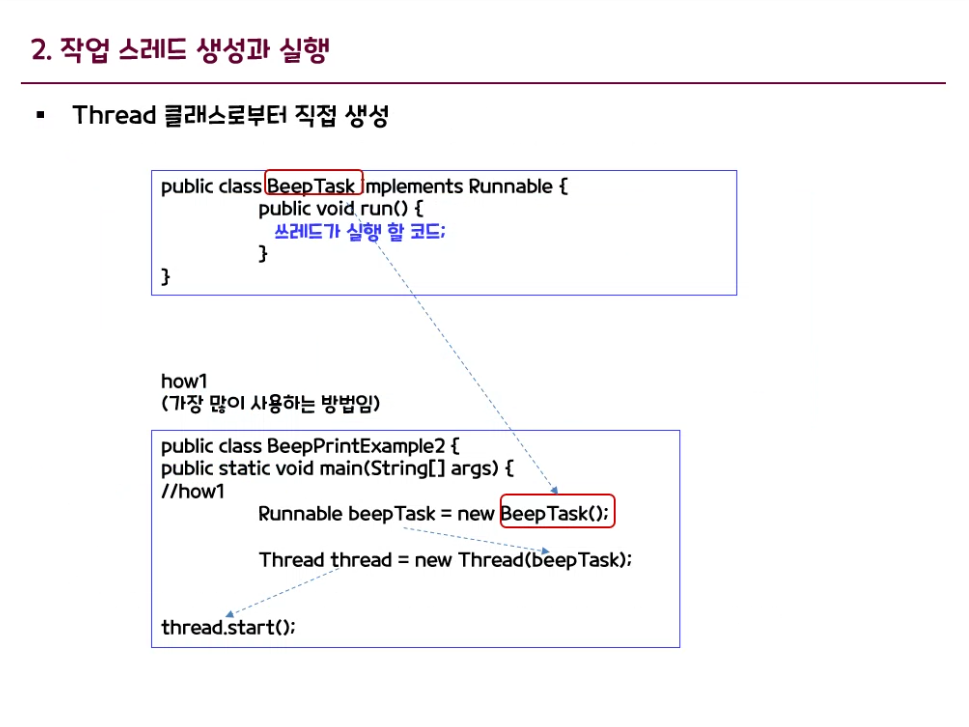 2. 작업 스레드 생성과 실행
▪ Thread 클래스로부터 직접 생성
public class BeepTask implements Runnable {
public void run() {
쓰레드가 실행 할 코드;
}
}
how1
(가장 많이 사용하는 방법임)
public class BeepPrintExample2 {
public static void main(String[] args) {
//how1
Runnable beepTask = new BeepTask();
Thread thread = new Thread(beepTask);
thread.start();